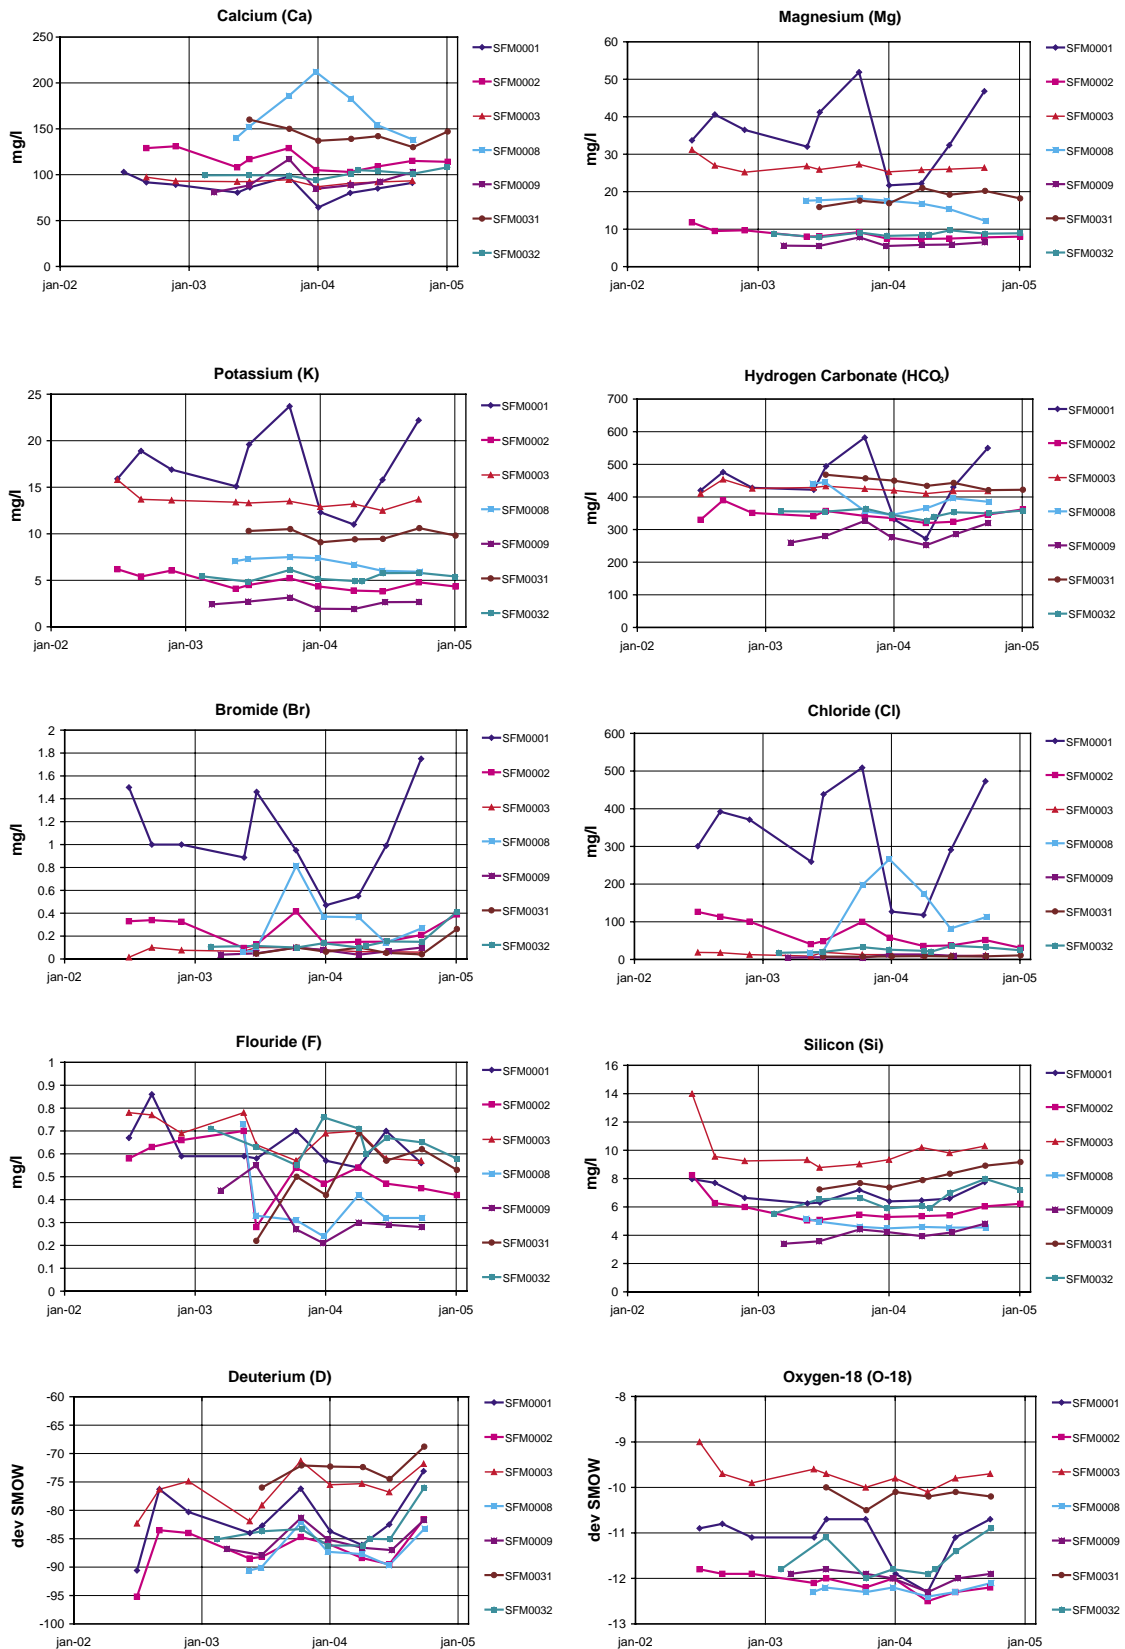 Calcium (Ca)
250
200
150
100
50
0
mg/l
jan-02 jan-03 jan-04 jan-05
SFM0001
SFM0002
SFM0003
SFM0008
SFM0009
SFM0031
SFM0032
Magnesium (Mg)
60
50
40
30
20
10
0
mg/l
jan-02 jan-03 jan-04 jan-05
SFM0001
SFM0002
SFM0003
SFM0008
SFM0009
SFM0031
SFM0032
Potassium (K)
25
20
15
10
5
0
mg/l
jan-02 jan-03 jan-04 jan-05
SFM0001
SFM0002
SFM0003
SFM0008
SFM0009
SFM0031
SFM0032
Hydrogen Carbonate (HCO₃)
700
600
500
400
300
200
100
0
mg/l
jan-02 jan-03 jan-04 jan-05
SFM0001
SFM0002
SFM0003
SFM0008
SFM0009
SFM0031
SFM0032
Bromide (Br)
2
1.8
1.6
1.4
1.2
1
0.8
0.6
0.4
0.2
0
mg/l
jan-02 jan-03 jan-04 jan-05
SFM0001
SFM0002
SFM0003
SFM0008
SFM0009
SFM0031
SFM0032
Chloride (Cl)
600
500
400
300
200
100
0
mg/l
jan-02 jan-03 jan-04 jan-05
SFM0001
SFM0002
SFM0003
SFM0008
SFM0009
SFM0031
SFM0032
Flouride (F)
1
0.9
0.8
0.7
0.6
0.5
0.4
0.3
0.2
0.1
0
mg/l
jan-02 jan-03 jan-04 jan-05
SFM0001
SFM0002
SFM0003
SFM0008
SFM0009
SFM0031
SFM0032
Silicon (Si)
16
14
12
10
8
6
4
2
0
mg/l
jan-02 jan-03 jan-04 jan-05
SFM0001
SFM0002
SFM0003
SFM0008
SFM0009
SFM0031
SFM0032
Deuterium (D)
-60
-65
-70
-75
-80
-85
-90
-95
-100
dev SMOW
jan-02 jan-03 jan-04 jan-05
SFM0001
SFM0002
SFM0003
SFM0008
SFM0009
SFM0031
SFM0032
Oxygen-18 (O-18)
-8
-9
-10
-11
-12
-13
dev SMOW
jan-02 jan-03 jan-04 jan-05
SFM0001
SFM0002
SFM0003
SFM0008
SFM0009
SFM0031
SFM0032